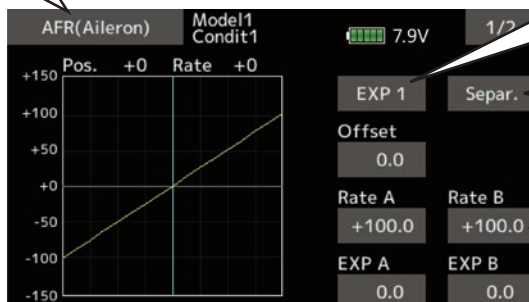 AFR(Aileron) Model1 7.9V 1/2
Condit1
Pos. +0 Rate +0
+150
+100
+50
+0
-50
-100
-150
EXP 1 Separ.
Offset
0.0
Rate A Rate B
+100.0 +100.0
EXP A EXP B
0.0 0.0